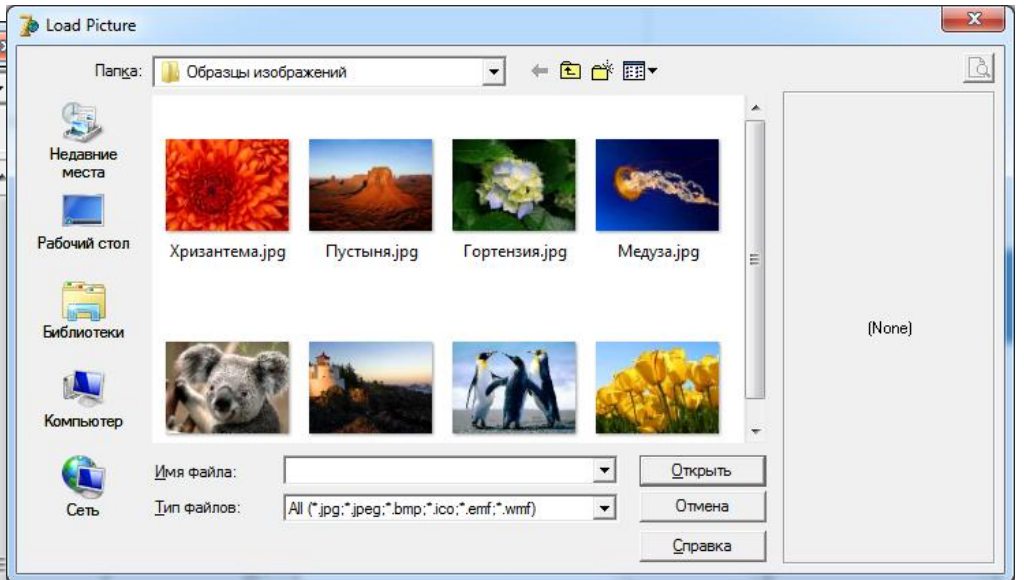 Load Picture
Папка:
Образцы изображений
Недавние
места
Рабочий стол
Библиотеки
Компьютер
Сеть
Хризантема.jpg
Пустыня.jpg
Гортензия.jpg
Медуза.jpg
(None)
Имя файла:
Открыть
Тип файлов:
All (*.jpg;*.jpeg;*.bmp;*.ico;*.emf;*.wmf)
Отмена
Справка